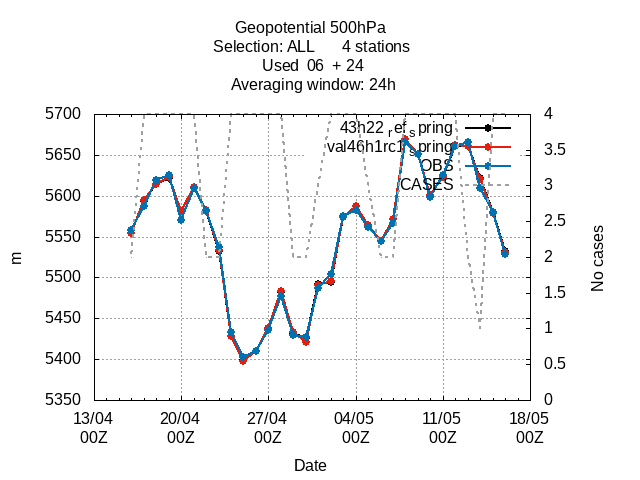 Geopotential 500hPa
Selection: ALL 4 stations
Used 06 + 24
Averaging window: 24h
43h22_ref_spring
val46h1rc1_spring
OBS
CASES
5700
5650
5600
5550
5500
5450
5400
5350
m
4
3.5
3
2.5
2
1.5
1
0.5
0
No cases
13/04 20/04 27/04 04/05 11/05 18/05
00Z 00Z 00Z 00Z 00Z 00Z
Date